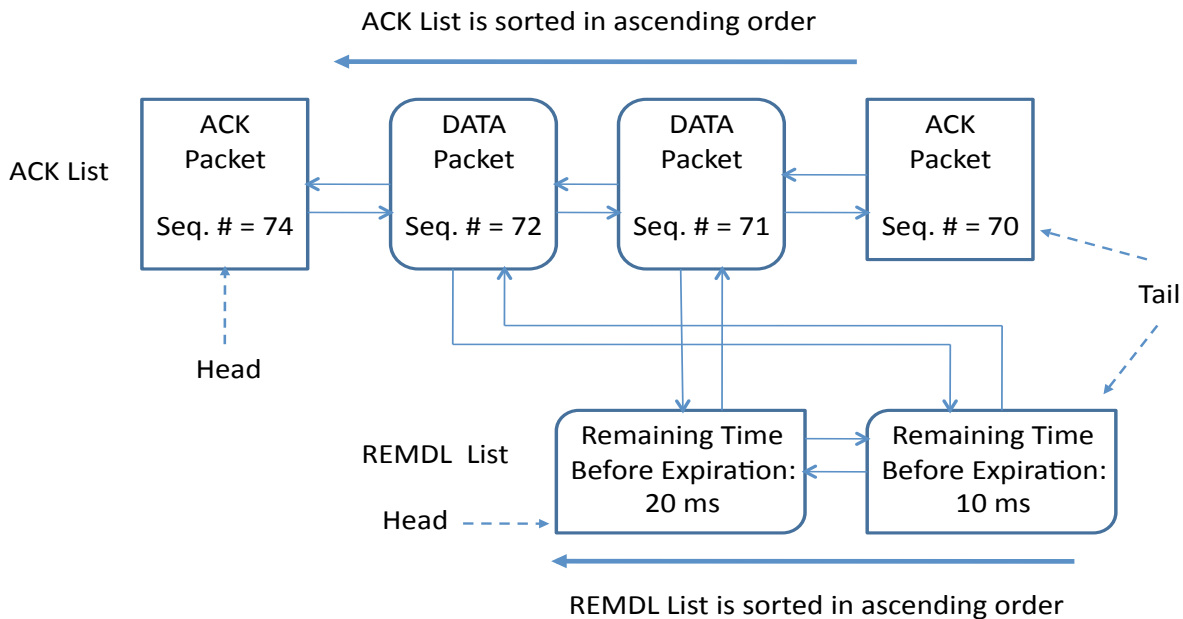 ACK List is sorted in ascending order
ACK List
ACK
Packet
Seq. # = 74
DATA
Packet
Seq. # = 72
DATA
Packet
Seq. # = 71
ACK
Packet
Seq. # = 70
Head
Tail
REMDL List
Head
Remaining Time
Before Expiration:
20 ms
Remaining Time
Before Expiration:
10 ms
REMDL List is sorted in ascending order